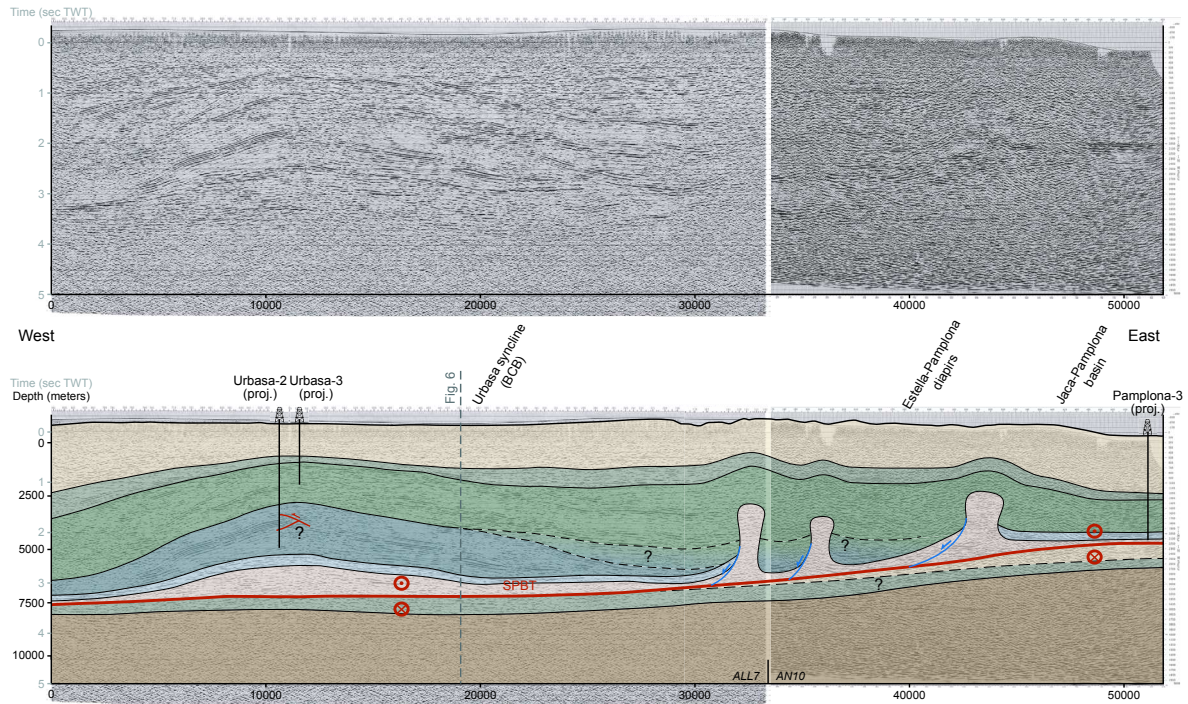 Time (sec TWT)
0
1
2
3
4
5
0 10000 20000 30000 40000 50000
West
East
Urbasa syncline
(BCB)
Estella-Pamplona
diapirs
Jaca-Pamplona
basin
Fig. 6
Time (sec TWT)
Depth (meters)
Urbasa-2
(proj.)
Urbasa-3
(proj.)
Pamplona-3
(proj.)
0
0
1
2500
2
5000
3
7500
4
10000
5
?
?
?
?
SPBT
ALL7
AN10
0 10000 20000 30000 40000 50000